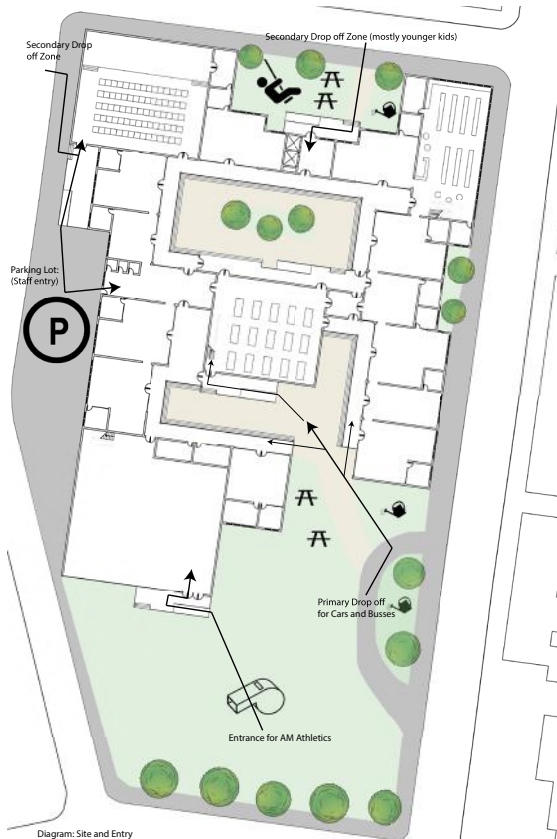 Secondary Drop off Zone (mostly younger kids)
Secondary Drop
off Zone
Parking Lot:
(Staff entry)
P
Primary Drop off
for Cars and Busses
Entrance for AM Athletics
Diagram: Site and Entry